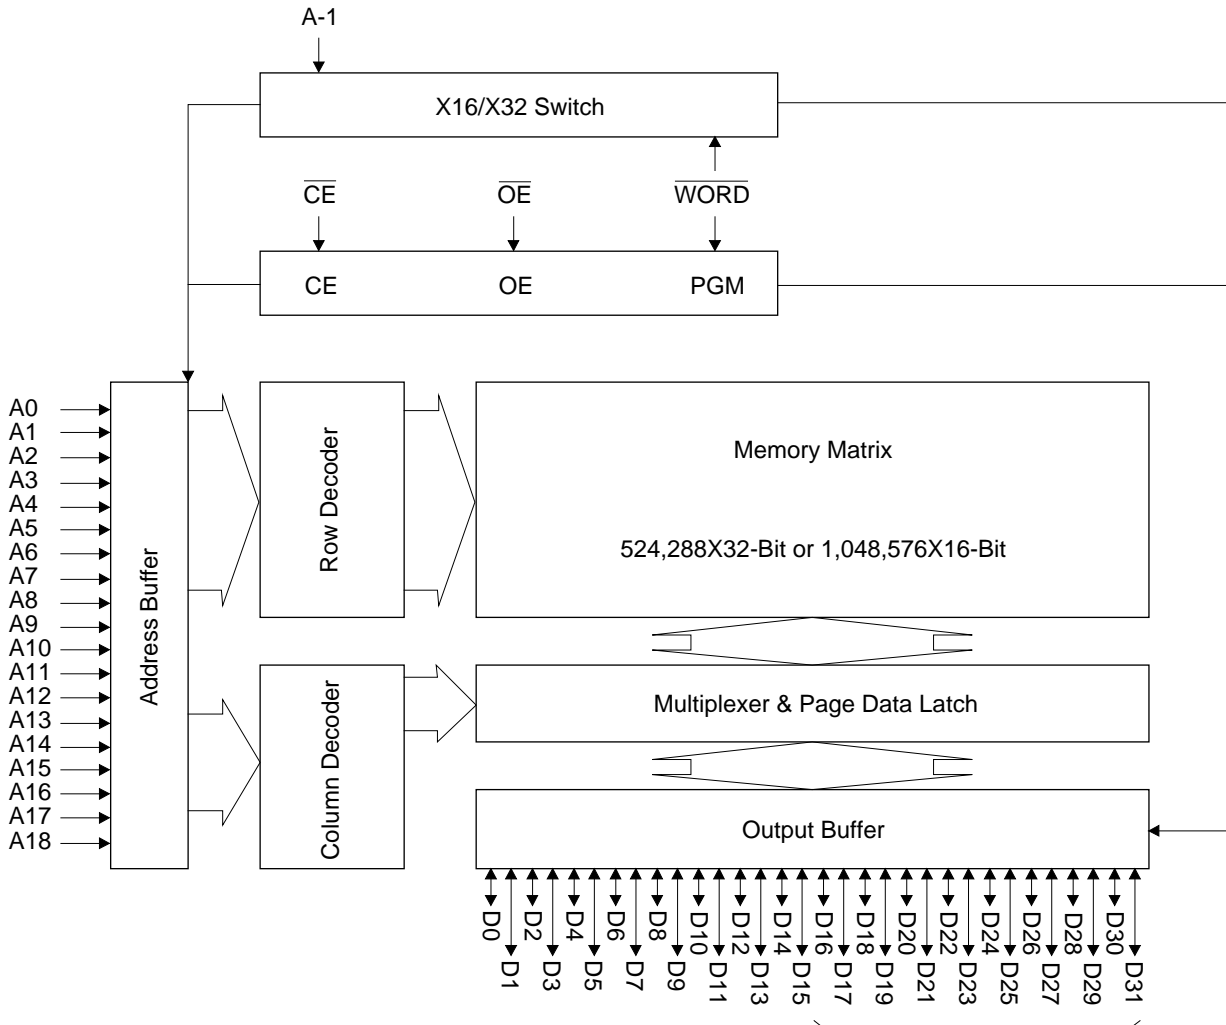 A-1
X16/X32 Switch
CE
OE
WORD
CE
OE
PGM
A0
A1
A2
A3
A4
A5
A6
A7
A8
A9
A10
A11
A12
A13
A14
A15
A16
A17
A18
Address Buffer
Row Decoder
Column Decoder
Memory Matrix
524,288X32-Bit or 1,048,576X16-Bit
Multiplexer & Page Data Latch
Output Buffer
D0
D1
D2
D3
D4
D5
D6
D7
D8
D9
D10
D11
D12
D13
D14
D15
D16
D17
D18
D19
D20
D21
D22
D23
D24
D25
D26
D27
D28
D29
D30
D31